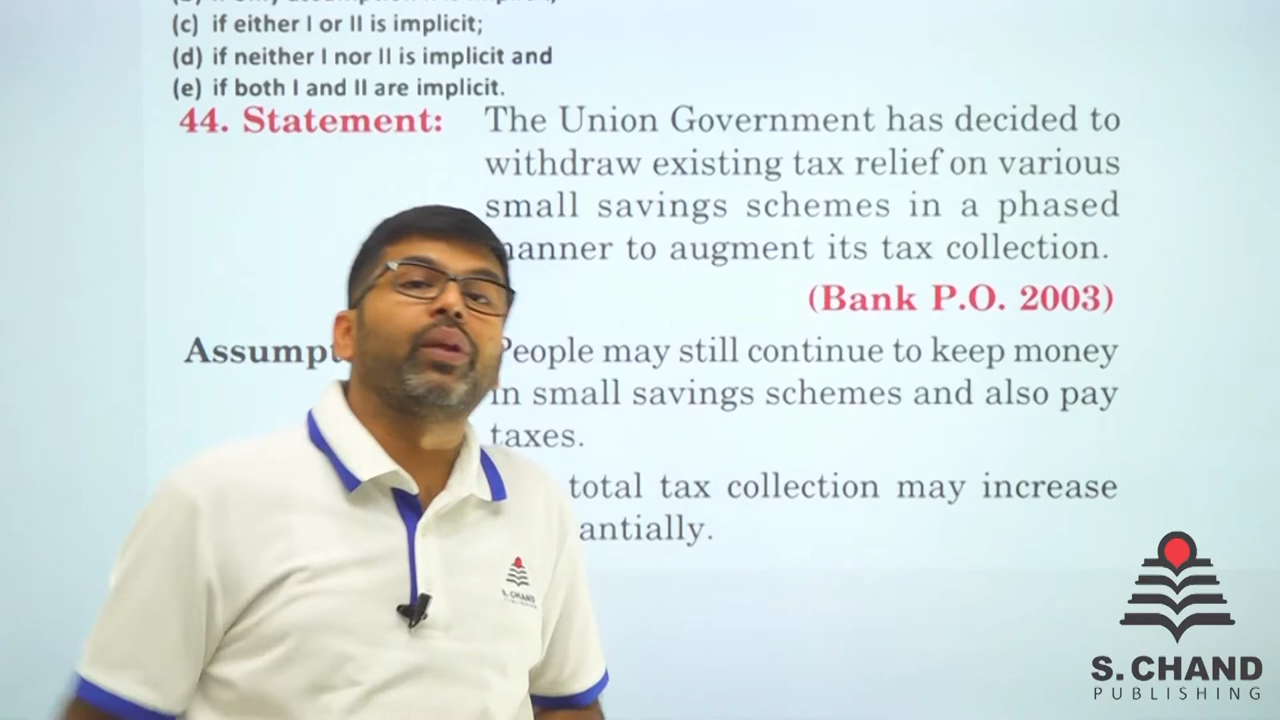 (c) if either I or II is implicit;
(d) if neither I nor II is implicit and
(e) if both I and II are implicit.
44. Statement: The Union Government has decided to
withdraw existing tax relief on various
small savings schemes in a phased
manner to augment its tax collection.
(Bank P.O. 2003)
People may still continue to keep money
in small savings schemes and also pay
taxes.
total tax collection may increase
S. CHAND
PUBLISHING
S. CHAND
PUBLISHING